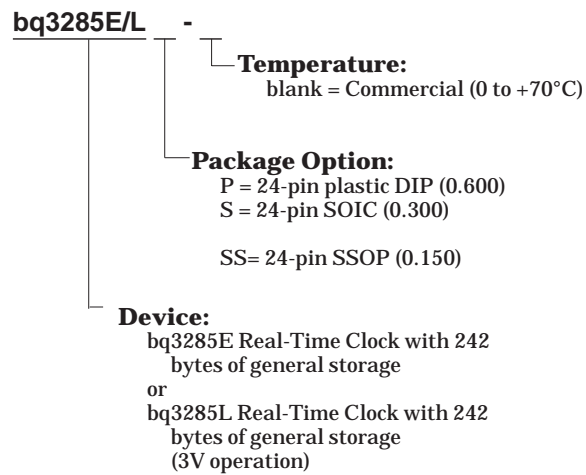 bq3285E/L _ - _
Temperature:
blank = Commercial (0 to +70°C)
Package Option:
P = 24-pin plastic DIP (0.600)
S = 24-pin SOIC (0.300)
SS= 24-pin SSOP (0.150)
Device:
bq3285E Real-Time Clock with 242
bytes of general storage
or
bq3285L Real-Time Clock with 242
bytes of general storage
(3V operation)